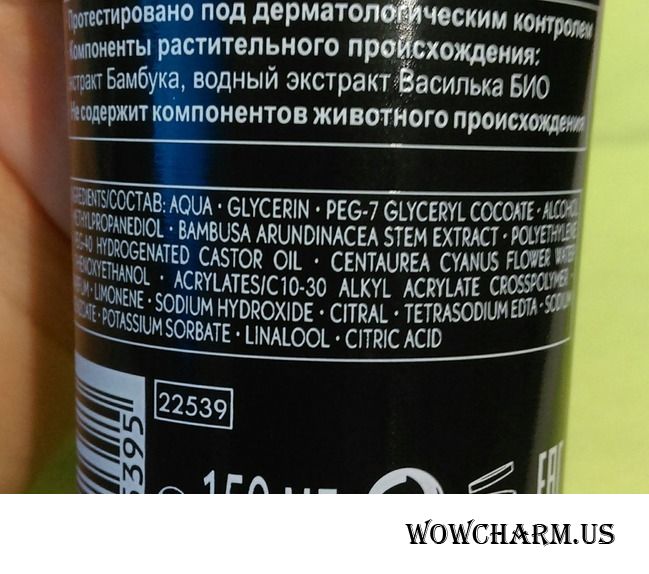 Протестировано под дерматологическим контролем
Компоненты растительного происхождения:
Бамбука, водный экстракт Василька БИО
Не содержит компонентов животного происхождения
INGREDIENTS/СОСТАВ: AQUA · GLYCERIN · PEG-7 GLYCERYL COCOATE · ALCOHOL
METHYLPROPANEDIOL · BAMBUSA ARUNDINACEA STEM EXTRACT · POLYETHYLENE
PEG-40 HYDROGENATED CASTOR OIL · CENTAUREA CYANUS FLOWER WATER
PHENOXYETHANOL · ACRYLATES/C10-30 ALKYL ACRYLATE CROSSPOLYMER ·
LIMONENE · SODIUM HYDROXIDE · CITRAL · TETRASODIUM EDTA · SODIUM
POTASSIUM SORBATE · LINALOOL · CITRIC ACID
22539
5395
150
WOWCHARM.US